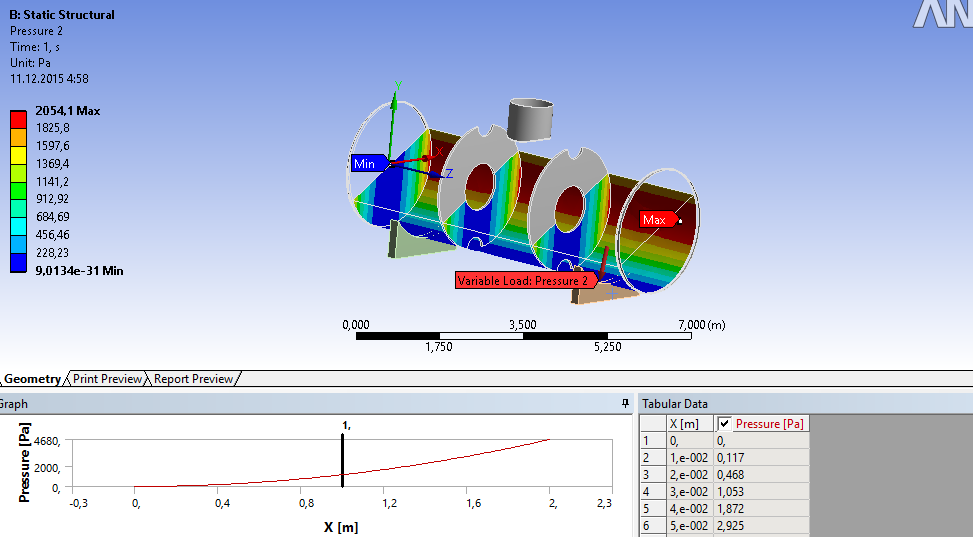 B: Static Structural
Pressure 2
Time: 1, s
Unit: Pa
11.12.2015 4:58
AN
2054,1 Max
1825,8
1597,6
1369,4
1141,2
912,92
684,69
456,46
228,23
9,0134e-31 Min
Y
X
Z
Min
Max
Variable Load: Pressure 2
0,000 3,500 7,000 (m)
1,750 5,250
Geometry Print Preview Report Preview
Graph
Pressure [Pa]
4680,
2000,
0,
1,
-0,3 0, 0,4 0,8 1,2 1,6 2, 2,3
X [m]
Tabular Data
X [m] Pressure [Pa]
1 0, 0,
2 1,e-002 0,117
3 2,e-002 0,468
4 3,e-002 1,053
5 4,e-002 1,872
6 5,e-002 2,925